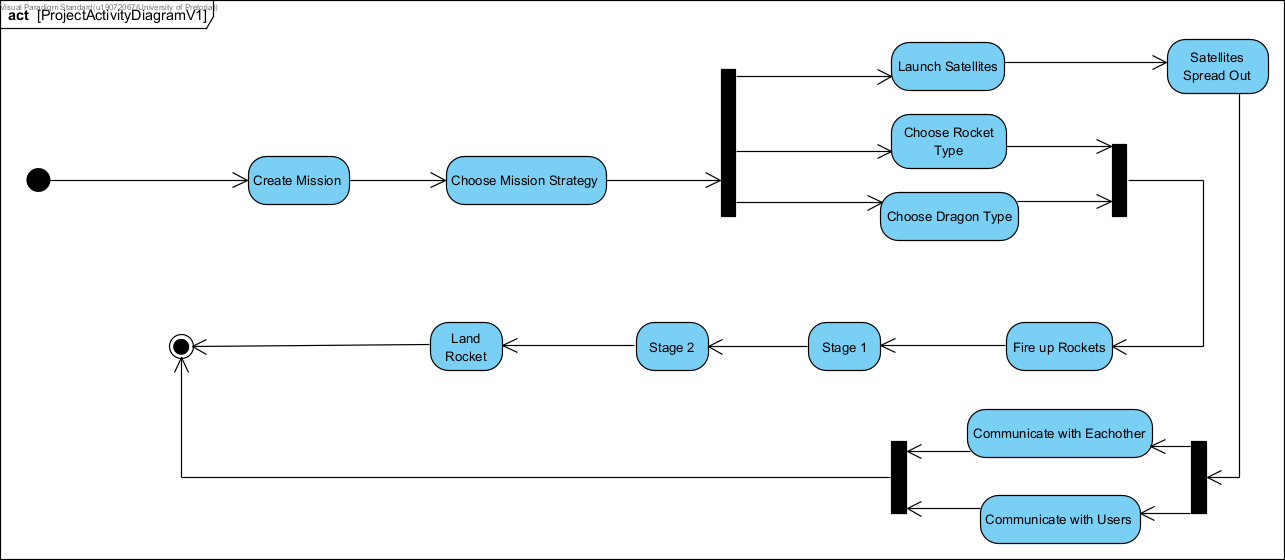 Visual Paradigm Standard(u19072067(University of Pretoria))
act [ProjectActivityDiagramV1]
Launch Satellites
Satellites
Spread Out
Choose Rocket
Type
Create Mission
Choose Mission Strategy
Choose Dragon Type
Land
Rocket
Stage 2
Stage 1
Fire up Rockets
Communicate with Eachother
Communicate with Users